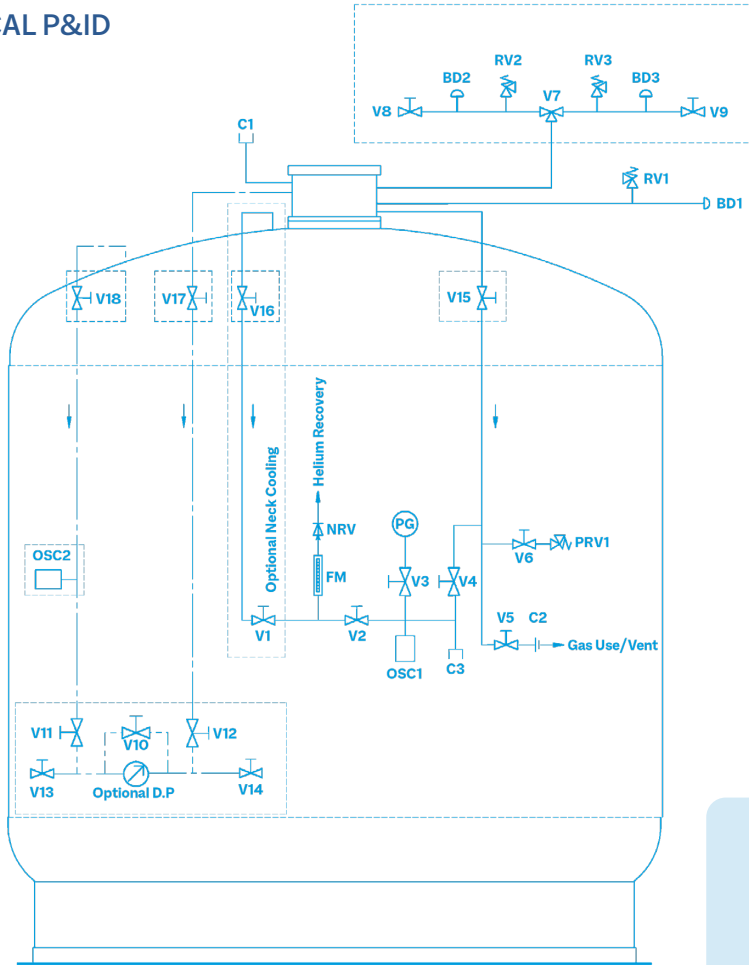 CAL P&ID
RV2
RV3
BD2
V7
BD3
V8
V9
C1
RV1
BD1
V18
V17
V16
V15
Helium Recovery
Optional Neck Cooling
PG
NRV
OSC2
V6
PRV1
FM
V3
V4
V5
C2
Gas Use/Vent
V1
V2
OSC1
C3
V11
V10
V12
V13
Optional D.P
V14